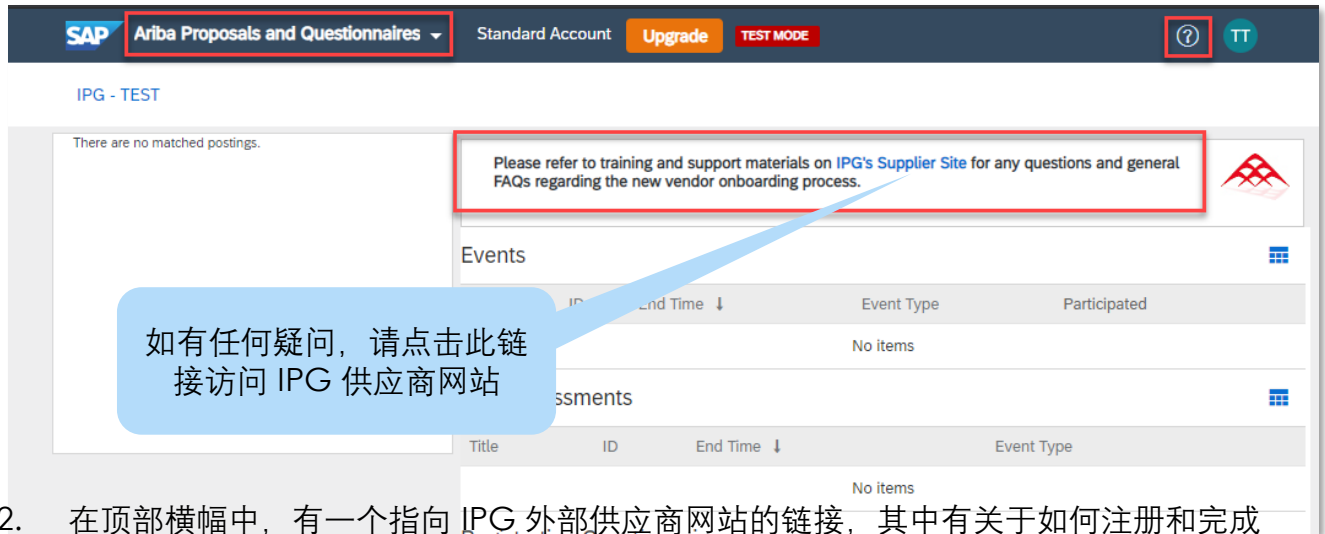 SAP Ariba Proposals and Questionnaires Standard Account Upgrade TEST MODE ? TT
IPG - TEST
There are no matched postings.
Please refer to training and support materials on IPG's Supplier Site for any questions and general
FAQs regarding the new vendor onboarding process.
Events
ID End Time ↓ Event Type Participated
No items
如有任何疑问，请点击此链
接访问 IPG 供应商网站
ssments
Title ID End Time ↓ Event Type
No items
2. 在顶部横幅中，有一个指向 IPG 外部供应商网站的链接，其中有关于如何注册和完成